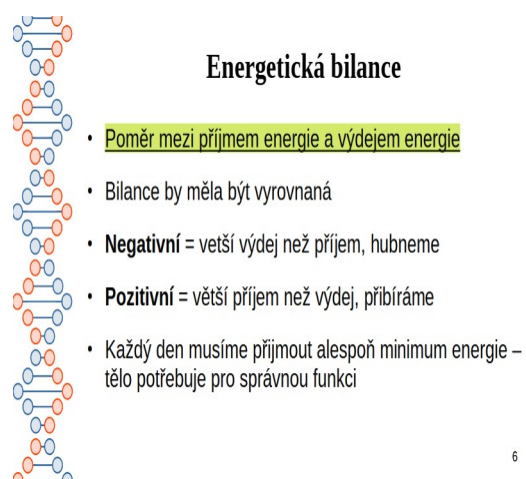 Energetická bilance
• Poměr mezi příjmem energie a výdejem energie
• Bilance by měla být vyrovnaná
• Negativní = vetší výdej než příjem, hubneme
• Pozitivní = větší příjem než výdej, přibíráme
• Každý den musíme přijmout alespoň minimum energie –
tělo potřebuje pro správnou funkci
6